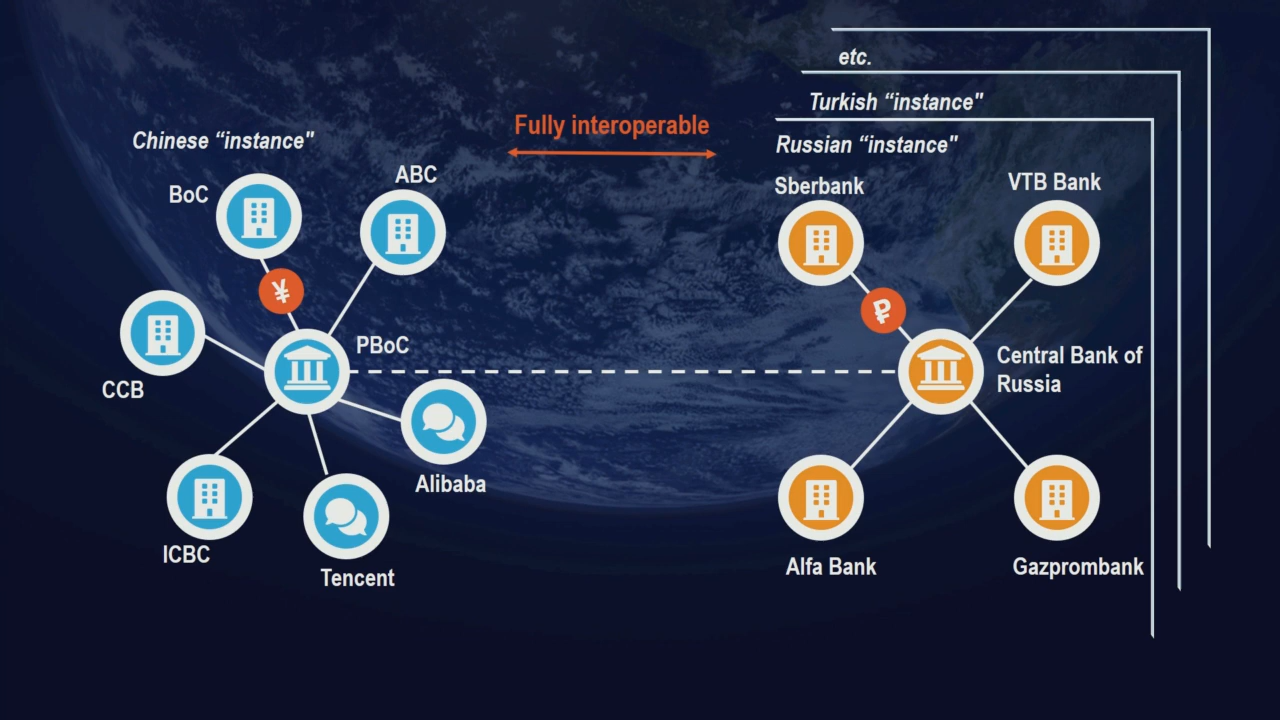 etc.
Turkish “instance"
Fully interoperable
Chinese “instance"
Russian “instance"
BoC
ABC
Sberbank
VTB Bank
¥
₽
CCB
PBoC
Central Bank of
Russia
Alibaba
ICBC
Tencent
Alfa Bank
Gazprombank